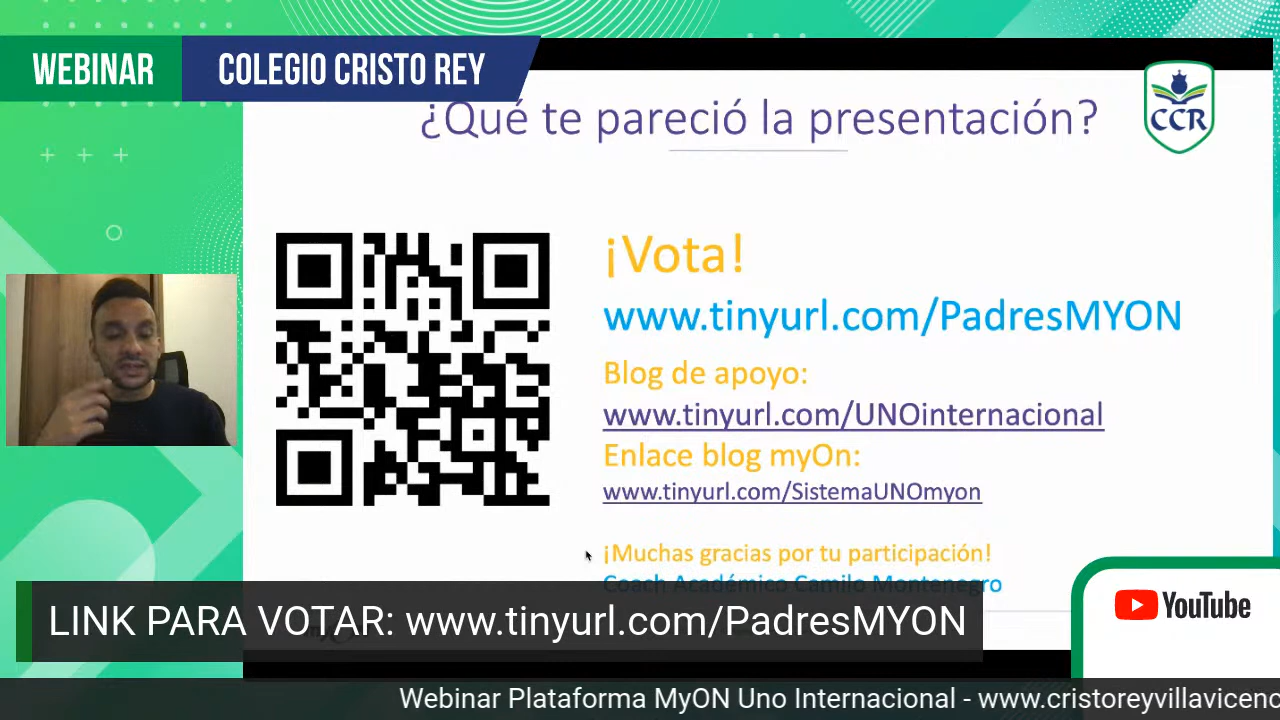 WEBINAR
COLEGIO CRISTO REY
CCR
¿Qué te pareció la presentación?
¡Vota!
www.tinyurl.com/PadresMYON
Blog de apoyo:
www.tinyurl.com/UNOinternacional
Enlace blog myOn:
www.tinyurl.com/SistemaUNOmyon
¡Muchas gracias por tu participación!
Coach Académico Camilo Montenegro
LINK PARA VOTAR: www.tinyurl.com/PadresMYON
YouTube
Webinar Plataforma MyON Uno Internacional - www.cristoreyvillavicenc